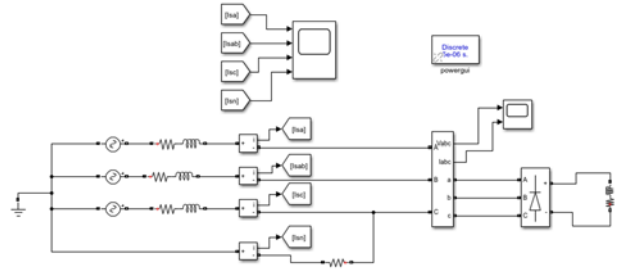 [Isa]
[Isab]
[Isc]
[Isn]
Discrete
5e-06 s.
powergui
[Isa]
[Isab]
[Isc]
[Isn]
Vabc
Iabc
A
B
C
a
b
c
A
B
C
+
-